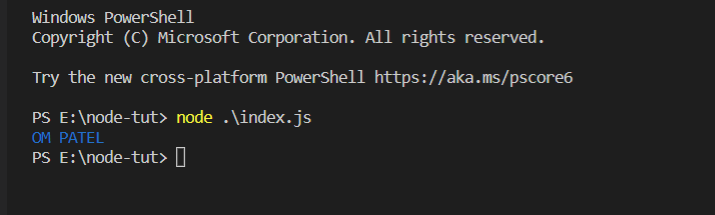 Windows PowerShell
Copyright (C) Microsoft Corporation. All rights reserved.
Try the new cross-platform PowerShell https://aka.ms/pscore6
PS E:\node-tut> node .\index.js
OM PATEL
PS E:\node-tut>